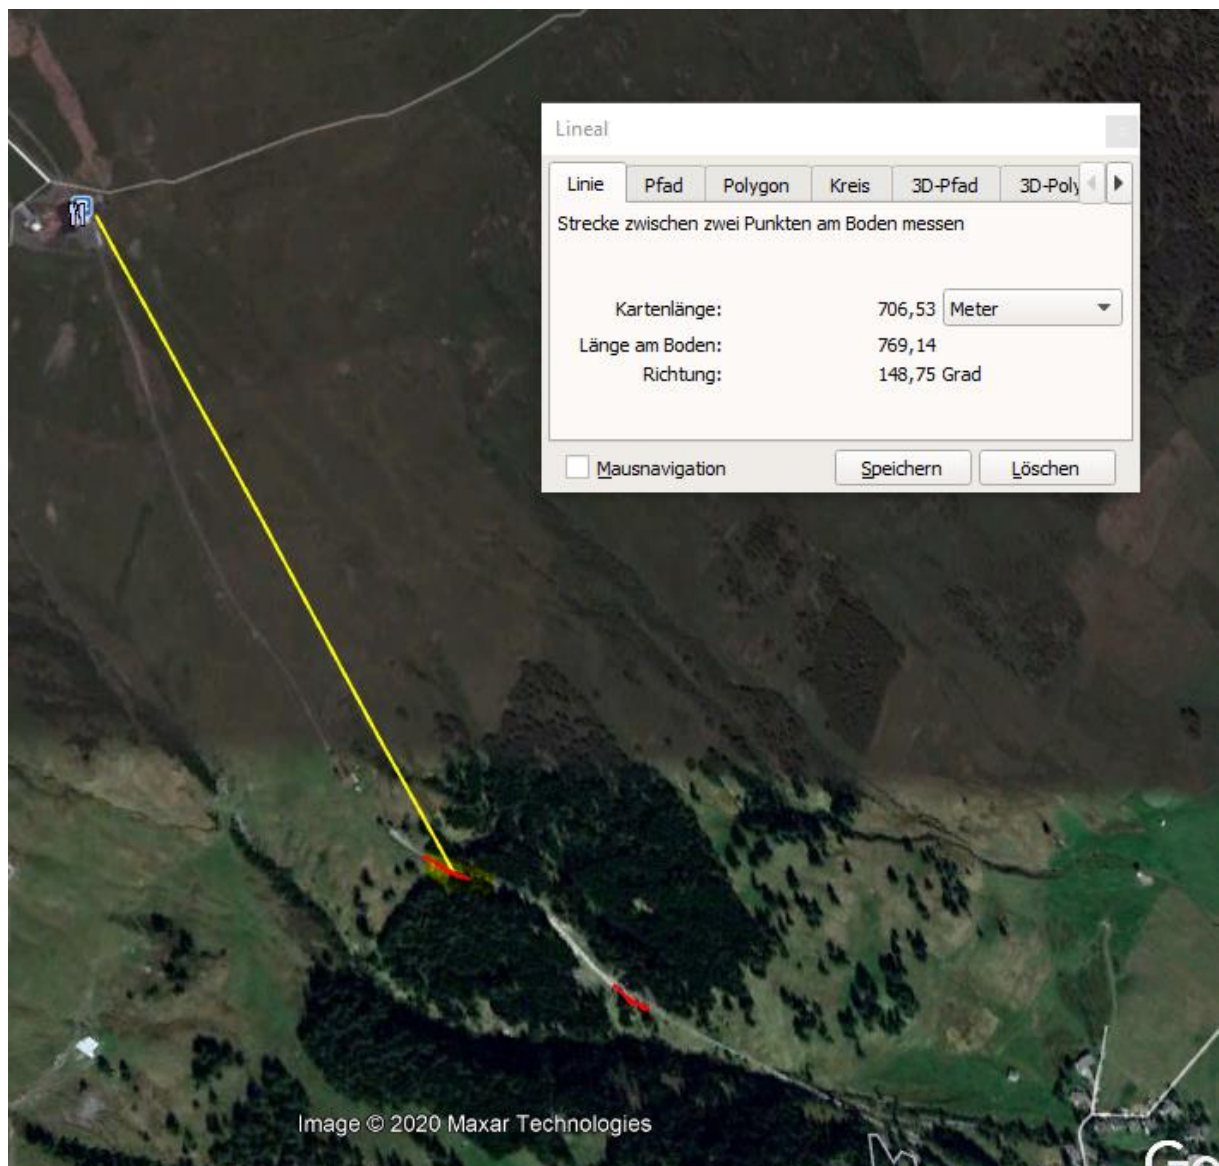 Lineal
Linie Pfad Polygon Kreis 3D-Pfad 3D-Poly
Strecke zwischen zwei Punkten am Boden messen
Kartenlänge: 706,53 Meter
Länge am Boden: 769,14
Richtung: 148,75 Grad
Mausnavigation Speichern Löschen
Image © 2020 Maxar Technologies
Go